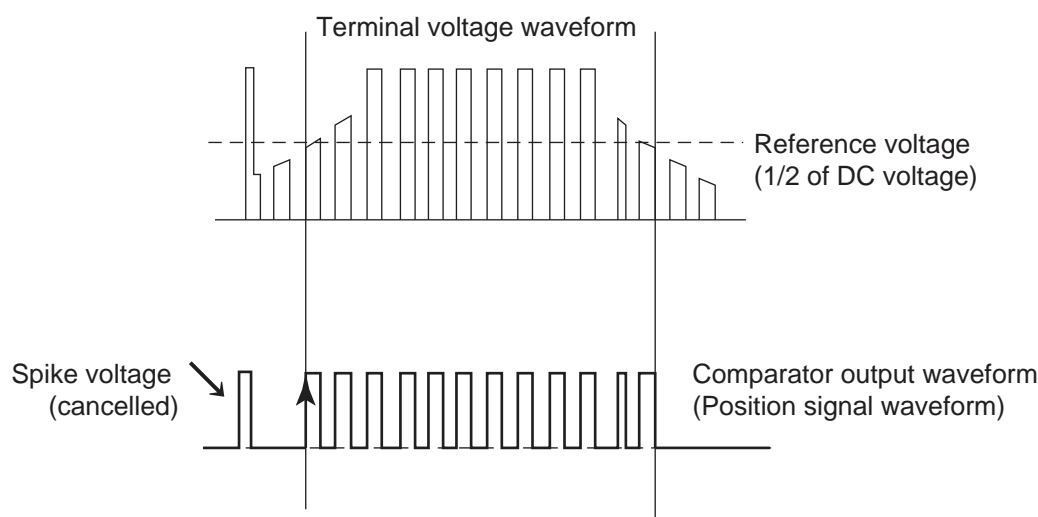 Terminal voltage waveform
Reference voltage
(1/2 of DC voltage)
Spike voltage
(cancelled)
Comparator output waveform
(Position signal waveform)